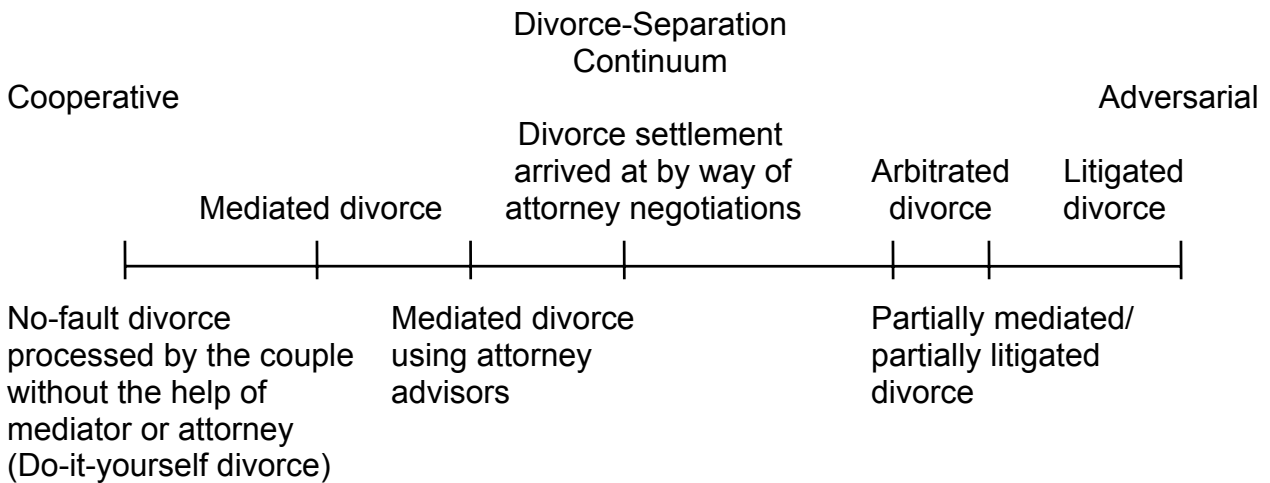 Divorce-Separation
Continuum
Cooperative
Adversarial
Divorce settlement
arrived at by way of
attorney negotiations
Arbitrated
divorce
Litigated
divorce
Mediated divorce
No-fault divorce
processed by the couple
without the help of
mediator or attorney
(Do-it-yourself divorce)
Mediated divorce
using attorney
advisors
Partially mediated/
partially litigated
divorce